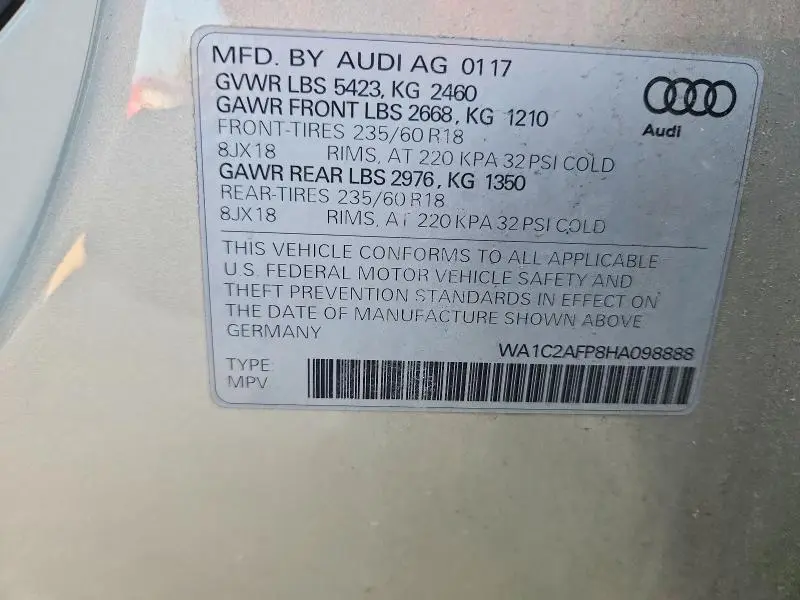 MFD. BY AUDI AG 01 17
GVWR LBS 5423, KG 2460
GAWR FRONT LBS 2668, KG 1210
FRONT-TIRES 235/60 R18
8JX18 RIMS, AT 220 KPA 32 PSI COLD
GAWR REAR LBS 2976, KG 1350
REAR-TIRES 235/60 R18
8JX18 RIMS, AT 220 KPA 32 PSI COLD
Audi
THIS VEHICLE CONFORMS TO ALL APPLICABLE
U.S. FEDERAL MOTOR VEHICLE SAFETY AND
THEFT PREVENTION STANDARDS IN EFFECT ON
THE DATE OF MANUFACTURE SHOWN ABOVE
GERMANY
WA1C2AFP8HA098888
TYPE:
MPV